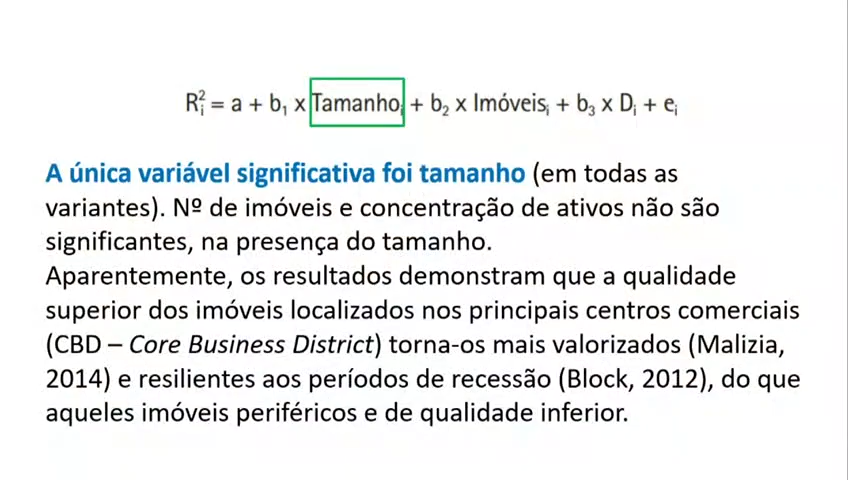 R²ᵢ = a + b₁ x Tamanhoᵢ + b₂ x Imóveisᵢ + b₃ x Dᵢ + eᵢ
A única variável significativa foi tamanho (em todas as
variantes). Nº de imóveis e concentração de ativos não são
significantes, na presença do tamanho.
Aparentemente, os resultados demonstram que a qualidade
superior dos imóveis localizados nos principais centros comerciais
(CBD – Core Business District) torna-os mais valorizados (Malizia,
2014) e resilientes aos períodos de recessão (Block, 2012), do que
aqueles imóveis periféricos e de qualidade inferior.